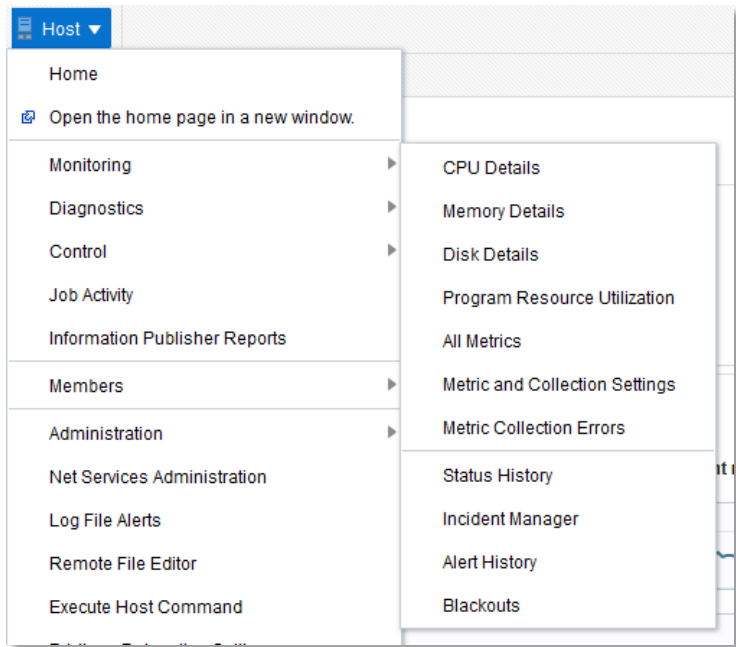 Host
Home
Open the home page in a new window.
Monitoring
Diagnostics
Control
Job Activity
Information Publisher Reports
Members
Administration
Net Services Administration
Log File Alerts
Remote File Editor
Execute Host Command
CPU Details
Memory Details
Disk Details
Program Resource Utilization
All Metrics
Metric and Collection Settings
Metric Collection Errors
Status History
Incident Manager
Alert History
Blackouts